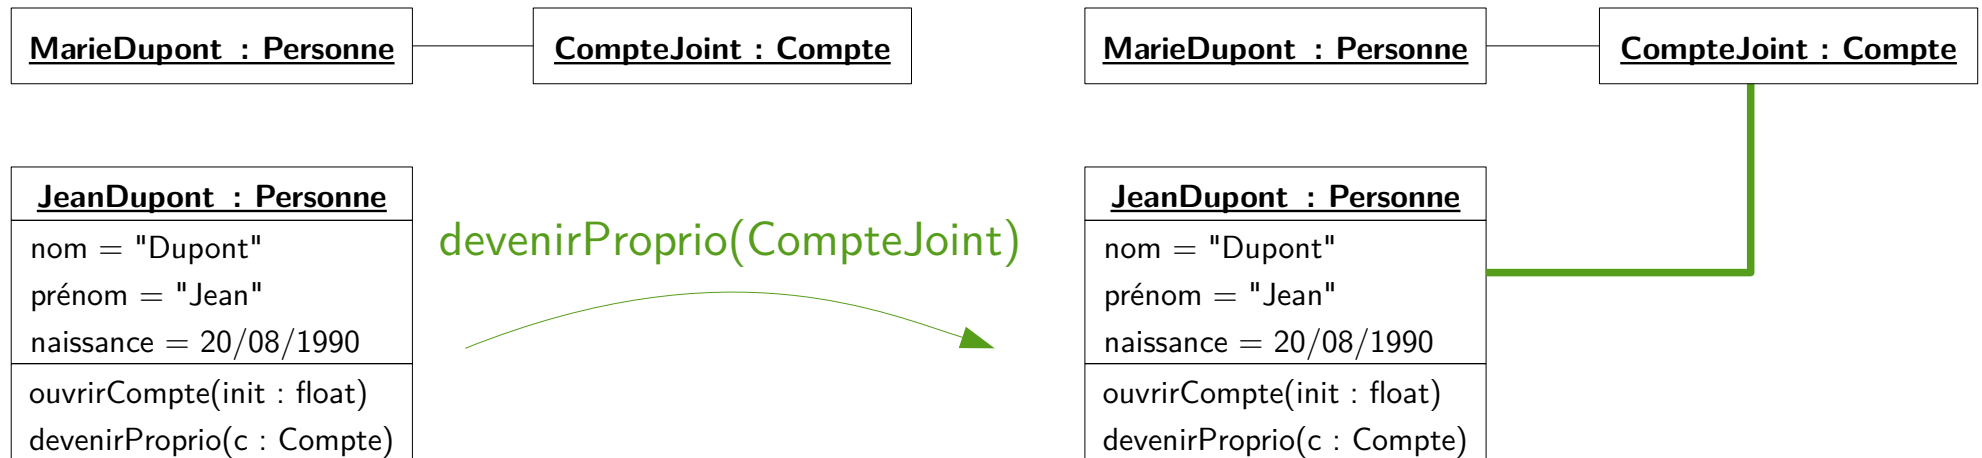 MarieDupont : Personne
CompteJoint : Compte
JeanDupont : Personne
nom = "Dupont"
prénom = "Jean"
naissance = 20/08/1990
ouvrirCompte(init : float)
devenirProprio(c : Compte)
devenirProprio(CompteJoint)
MarieDupont : Personne
CompteJoint : Compte
JeanDupont : Personne
nom = "Dupont"
prénom = "Jean"
naissance = 20/08/1990
ouvrirCompte(init : float)
devenirProprio(c : Compte)